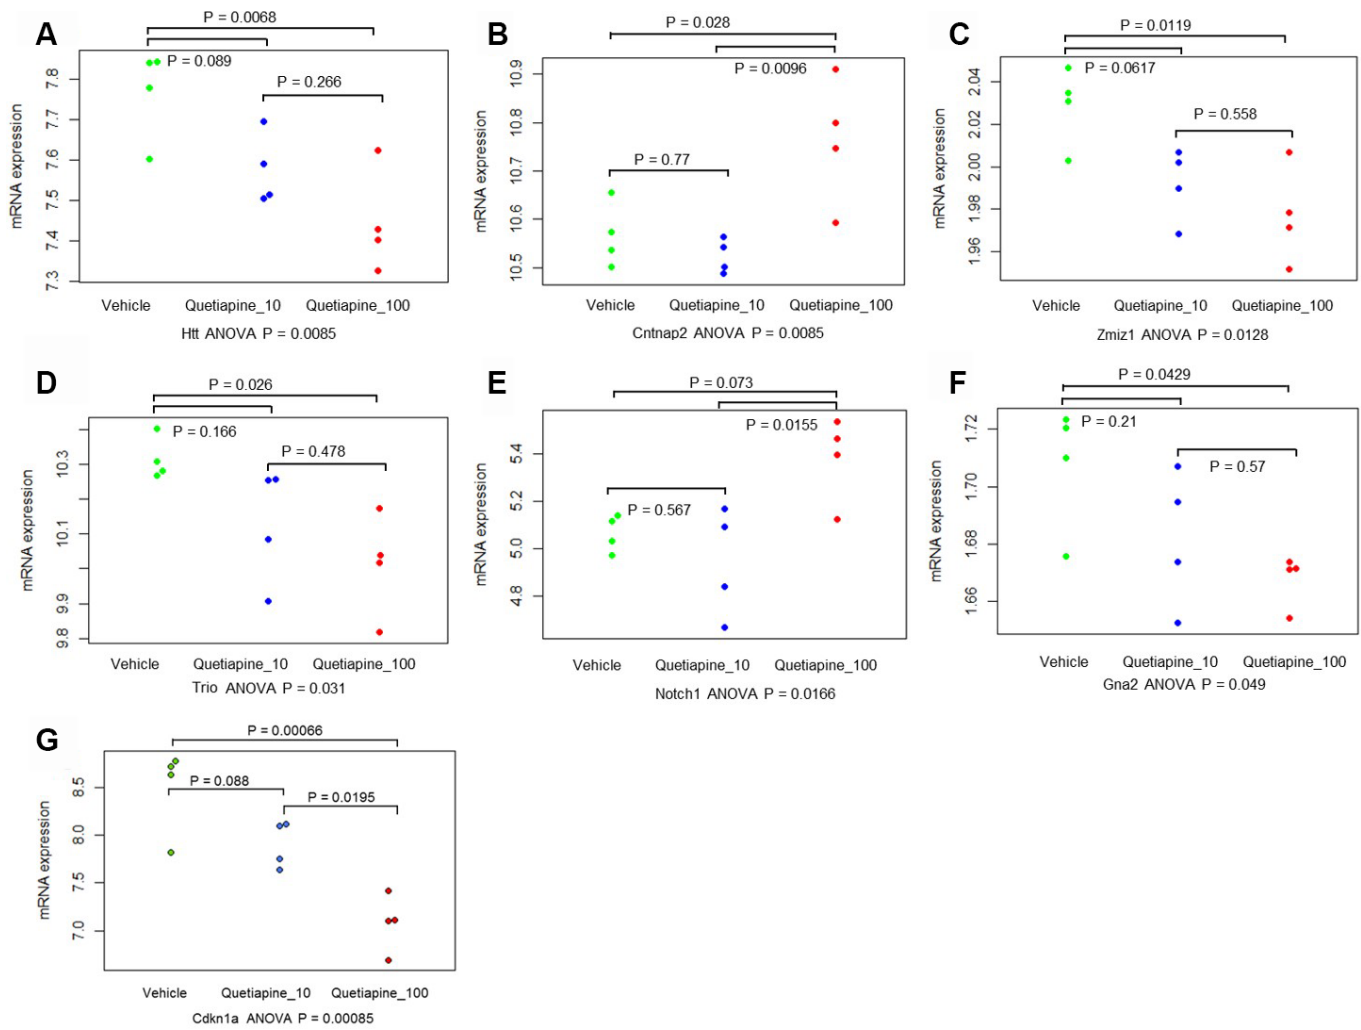 A
P = 0.0068
P = 0.089
P = 0.266
mRNA expression
7.8
7.7
7.6
7.5
7.4
7.3
Vehicle Quetiapine_10 Quetiapine_100
Htt ANOVA P = 0.0085
B
P = 0.028
P = 0.0096
P = 0.77
mRNA expression
10.9
10.8
10.7
10.6
10.5
Vehicle Quetiapine_10 Quetiapine_100
Cntnap2 ANOVA P = 0.0085
C
P = 0.0119
P = 0.0617
P = 0.558
mRNA expression
2.04
2.02
2.00
1.98
1.96
Vehicle Quetiapine_10 Quetiapine_100
Zmiz1 ANOVA P = 0.0128
D
P = 0.026
P = 0.166
P = 0.478
mRNA expression
10.3
10.1
9.9
9.8
Vehicle Quetiapine_10 Quetiapine_100
Trio ANOVA P = 0.031
E
P = 0.073
P = 0.0155
P = 0.567
mRNA expression
5.4
5.2
5.0
4.8
Vehicle Quetiapine_10 Quetiapine_100
Notch1 ANOVA P = 0.0166
F
P = 0.0429
P = 0.21
P = 0.57
mRNA expression
1.72
1.70
1.68
1.66
Vehicle Quetiapine_10 Quetiapine_100
Gna2 ANOVA P = 0.049
G
P = 0.00066
P = 0.088
P = 0.0195
mRNA expression
8.5
8.0
7.5
7.0
Vehicle Quetiapine_10 Quetiapine_100
Cdkn1a ANOVA P = 0.00085